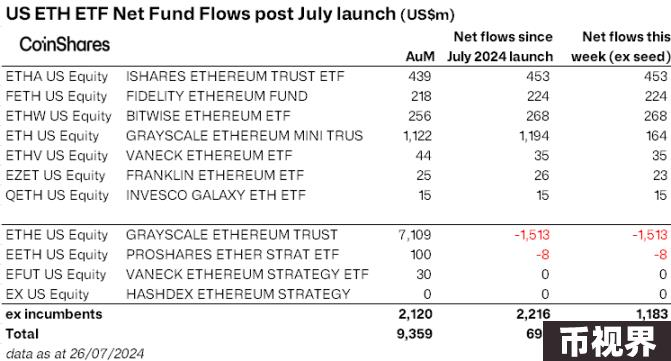 US ETH ETF Net Fund Flows post July launch (US$m)
CoinShares
AuM Net flows since July 2024 launch Net flows this week (ex seed)
ETHA US Equity ISHARES ETHEREUM TRUST ETF 439 453 453
FETH US Equity FIDELITY ETHEREUM FUND 218 224 224
ETHW US Equity BITWISE ETHEREUM ETF 256 268 268
ETH US Equity GRAYSCALE ETHEREUM MINI TRUS 1,122 1,194 164
ETHV US Equity VANECK ETHEREUM ETF 44 35 35
EZET US Equity FRANKLIN ETHEREUM ETF 25 26 23
QETH US Equity INVESCO GALAXY ETH ETF 15 15 15
ETHE US Equity GRAYSCALE ETHEREUM TRUST 7,109 -1,513 -1,513
EETH US Equity PROSHARES ETHER STRAT ETF 100 -8 -8
EFUT US Equity VANECK ETHEREUM STRATEGY ETF 30 0 0
EX US Equity HASHDEX ETHEREUM STRATEGY 0 0 0
ex incumbents 2,120 2,216 1,183
Total 9,359
data as at 26/07/2024
币视界